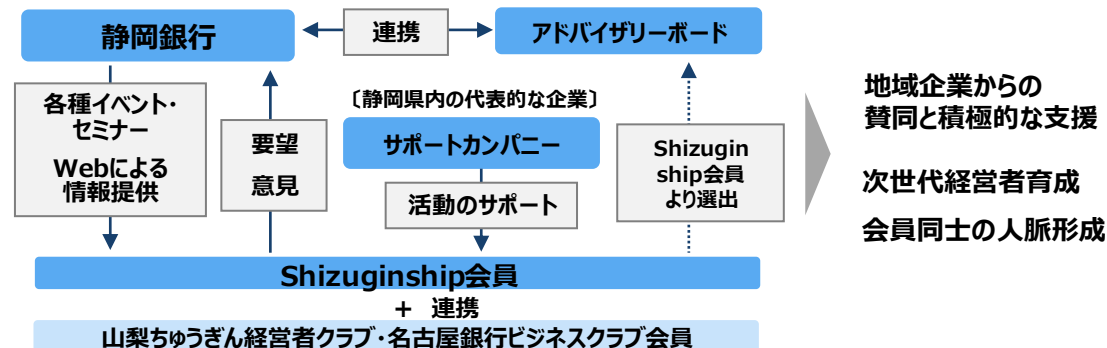 静岡銀行
連携
アドバイザリーボード
各種イベント・
セミナー
Webによる
情報提供
要望
意見
〔静岡県内の代表的な企業〕
サポートカンパニー
活動のサポート
Shizugin
ship会員
より選出
Shizuginship会員
+ 連携
山梨ちゅうぎん経営者クラブ・名古屋銀行ビジネスクラブ会員
地域企業からの
賛同と積極的な支援
次世代経営者育成
会員同士の人脈形成